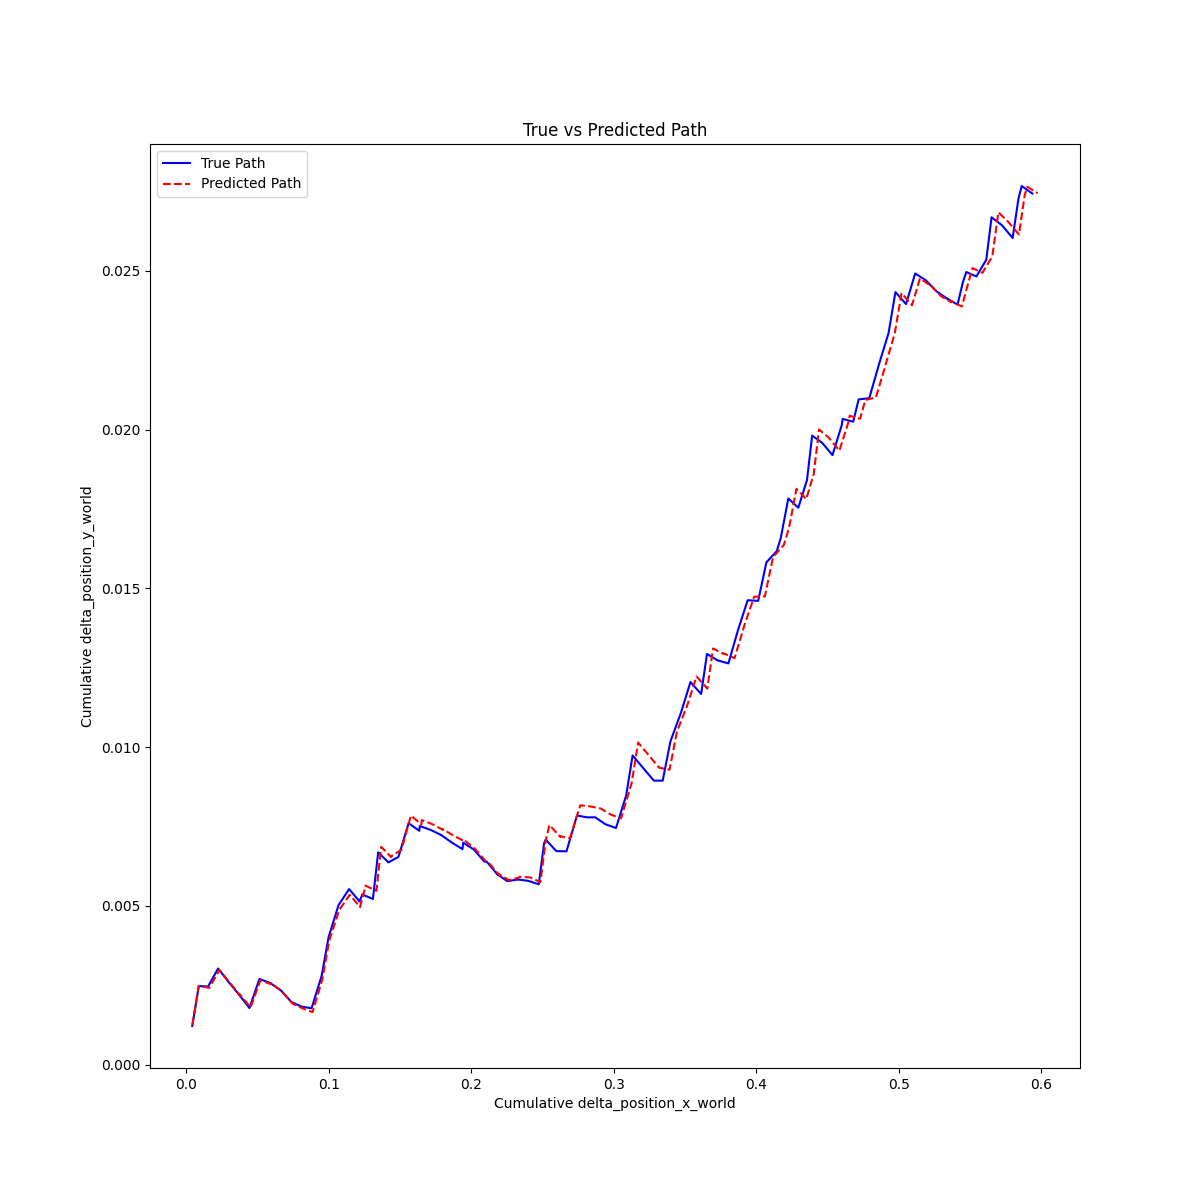 True vs Predicted Path
True Path
Predicted Path
0.025
0.020
0.015
0.010
0.005
0.000
Cumulative delta_position_y_world
0.0 0.1 0.2 0.3 0.4 0.5 0.6
Cumulative delta_position_x_world